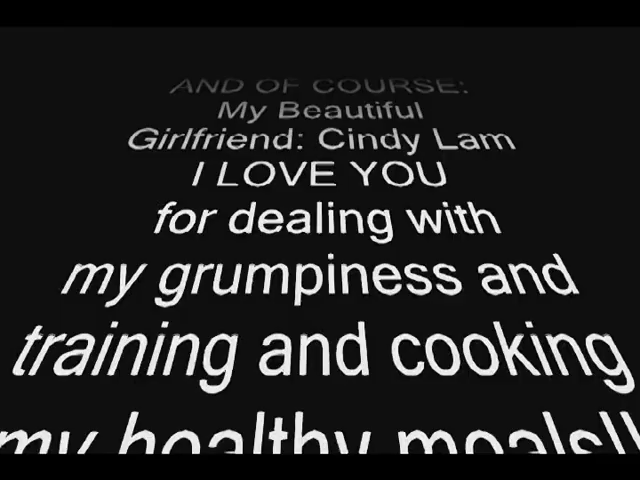 AND OF COURSE:
My Beautiful
Girlfriend: Cindy Lam
I LOVE YOU
for dealing with
my grumpiness and
training and cooking
my healthy meals!!